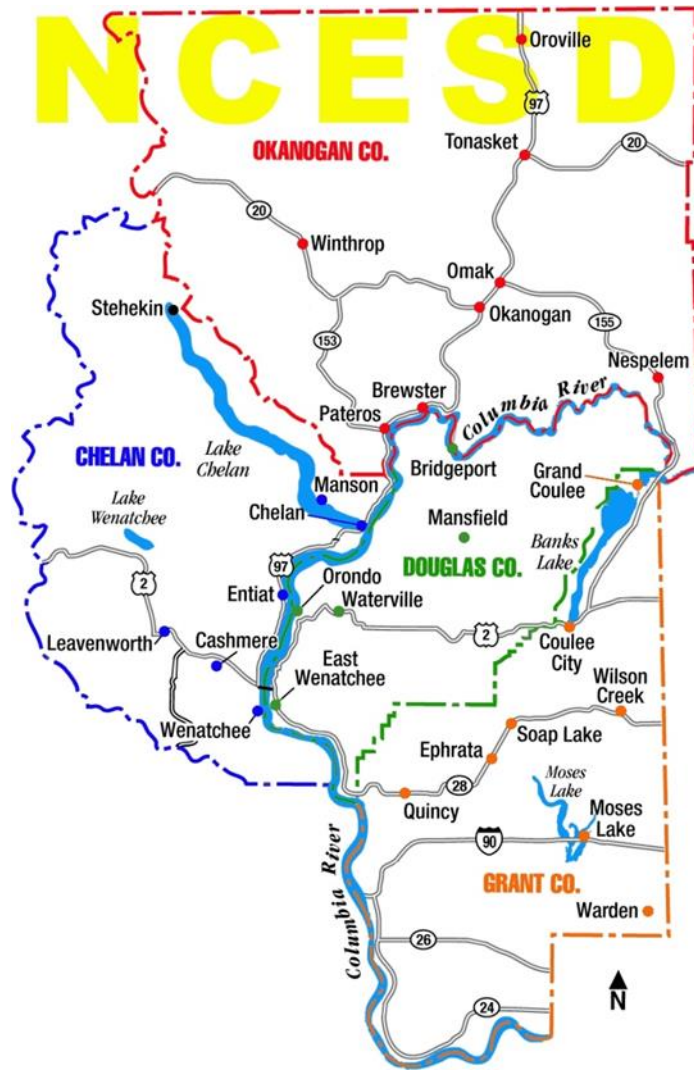 NCESD
Oroville
97
OKANOGAN CO.
Tonasket
20
20
Winthrop
Omak
Stehekin
Okanogan
153
155
Nespelem
Brewster
Columbia River
Pateros
Bridgeport
CHELAN CO.
Lake
Chelan
Grand
Coulee
Manson
Lake
Wenatchee
Chelan
Mansfield
Banks
Lake
97
DOUGLAS CO.
2
Orondo
Entiat
Waterville
2
Leavenworth
Cashmere
Coulee
City
East
Wenatchee
Wilson
Creek
Wenatchee
Soap Lake
Ephrata
Moses
Lake
28
Quincy
Moses
Lake
90
Columbia River
GRANT CO.
Warden
26
N
24